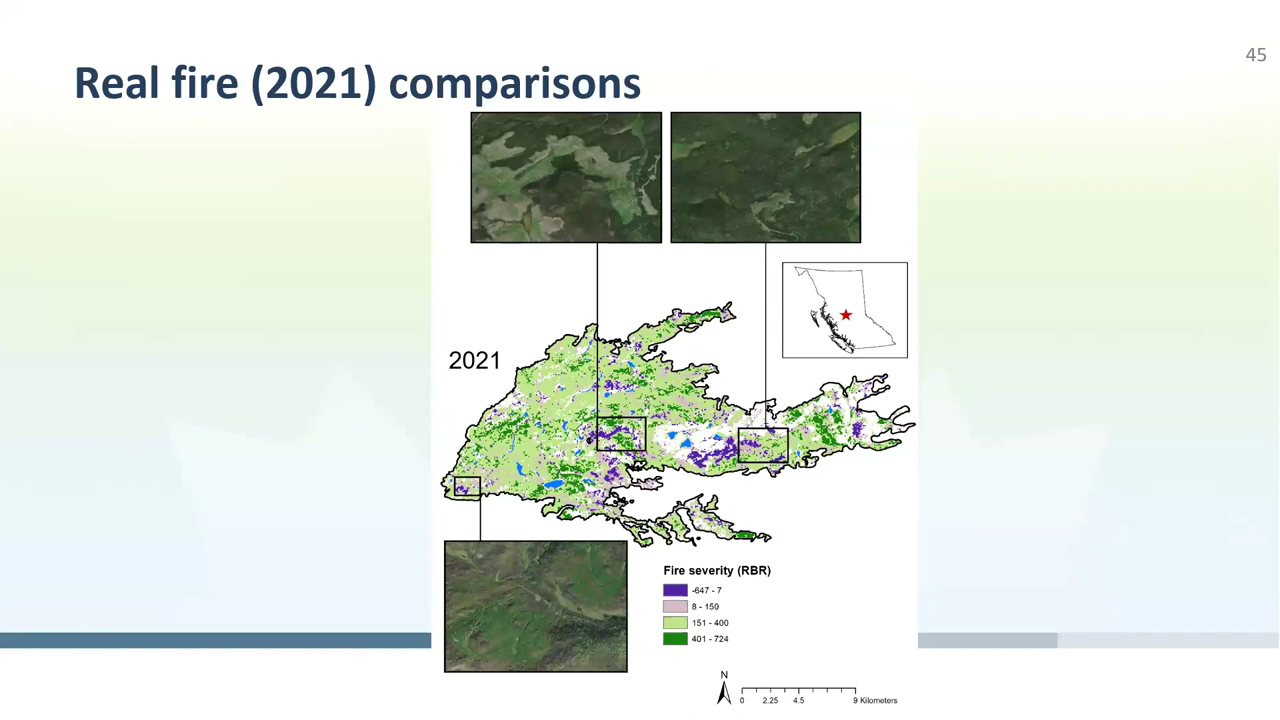 45
Real fire (2021) comparisons
2021
Fire severity (RBR)
-647 - 7
8 - 150
151 - 400
401 - 724
N
0 2.25 4.5 9 Kilometers